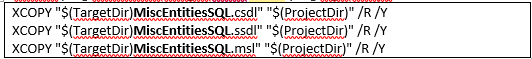 XCOPY "$(TargetDir)MiscEntitiesSQL.csdl" "$(ProjectDir)" /R /Y
XCOPY "$(TargetDir)MiscEntitiesSQL.ssdl" "$(ProjectDir)" /R /Y
XCOPY "$(TargetDir)MiscEntitiesSQL.msl" "$(ProjectDir)" /R /Y